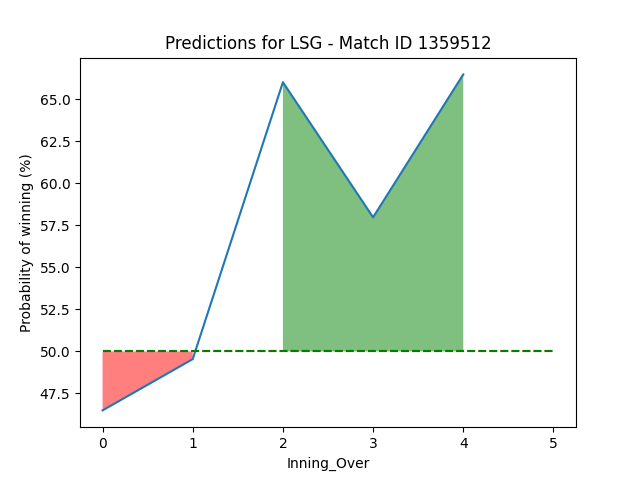 Predictions for LSG - Match ID 1359512
Probability of winning (%)
65.0
62.5
60.0
57.5
55.0
52.5
50.0
47.5
0 1 2 3 4 5
Inning_Over